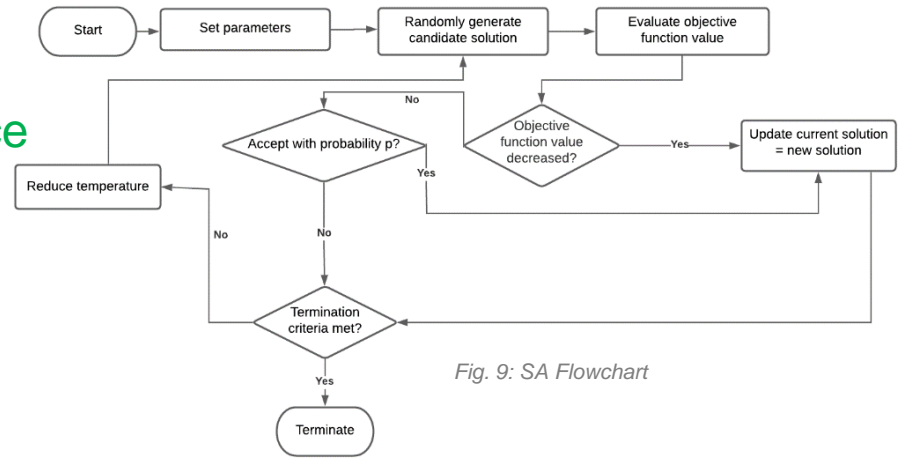 Start
Set parameters
Randomly generate
candidate solution
Evaluate objective
function value
No
ce
Accept with probability p?
Objective
function value
decreased?
Yes
Update current solution
= new solution
Yes
Reduce temperature
No
No
Termination
criteria met?
Fig. 9: SA Flowchart
Yes
Terminate